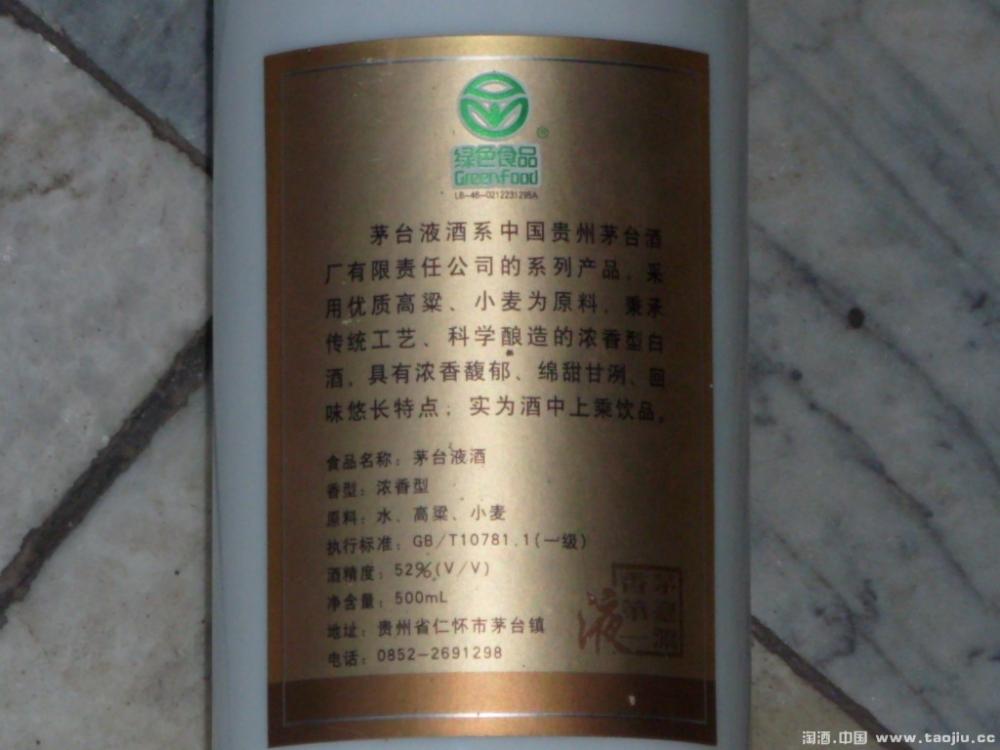 绿色食品
GreenFood
LB-46-0212231296A
茅台液酒系中国贵州茅台酒
厂有限责任公司的系列产品，采
用优质高粱、小麦为原料，秉承
传统工艺、科学酿造的浓香型白
酒，具有浓香馥郁、绵甜甘洌、回
味悠长特点；实为酒中上乘饮品。
食品名称：茅台液酒
香型：浓香型
原料：水、高粱、小麦
执行标准：GB/T10781.1(一级)
酒精度：52%(V/V)
净含量：500mL
地址：贵州省仁怀市茅台镇
电话：0852-2691298
液
淘酒.中国 www.taojiu.cc